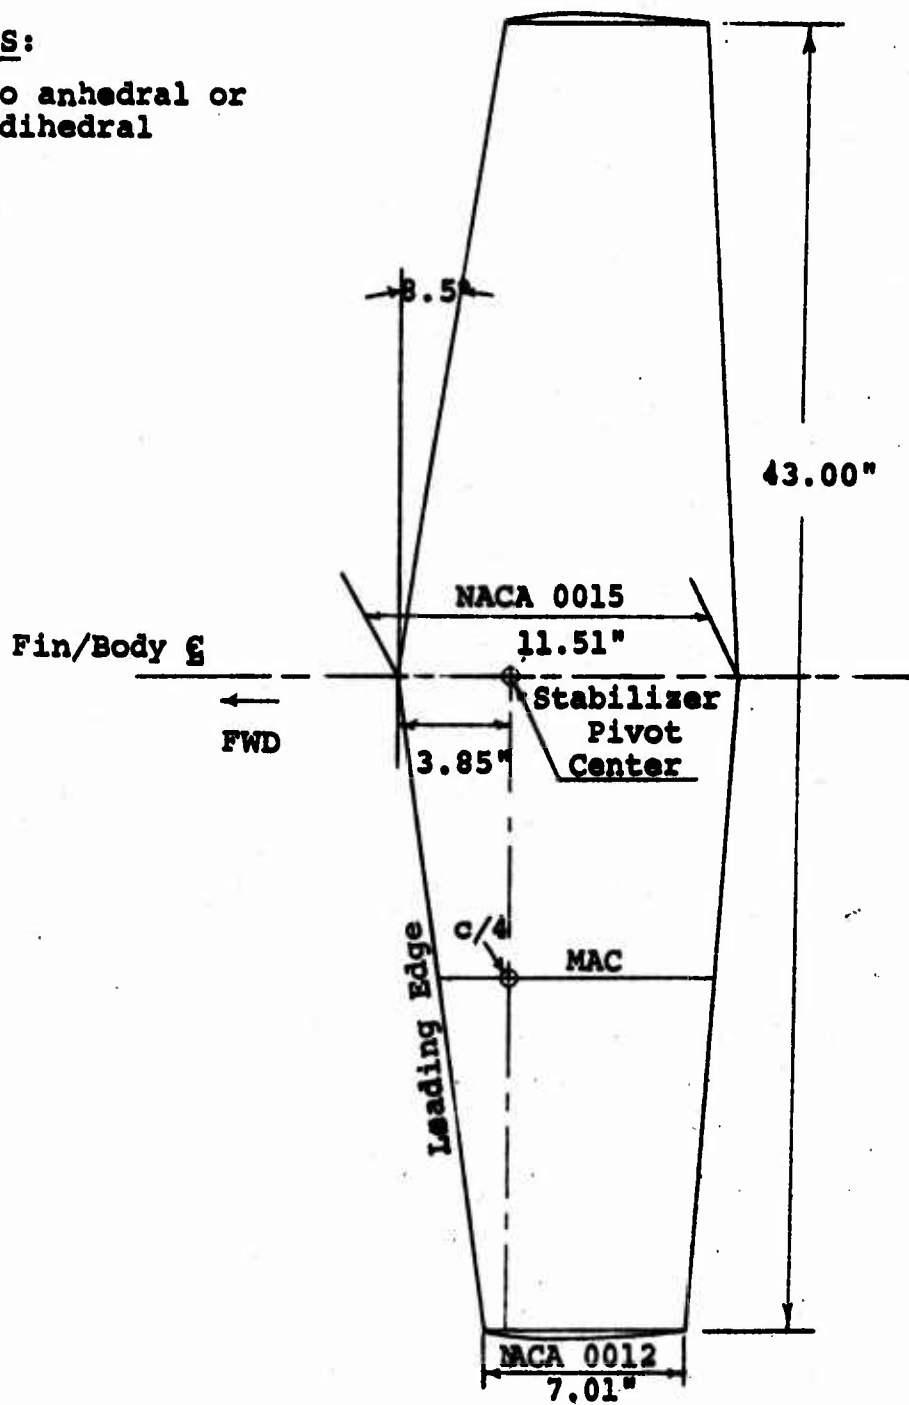 S:
o anhedral or
dihedral
8.5°
43.00"
NACA 0015
11.51"
Fin/Body ℄
FWD
Stabilizer
Pivot
Center
3.85"
c/4
MAC
Leading Edge
NACA 0012
7.01"